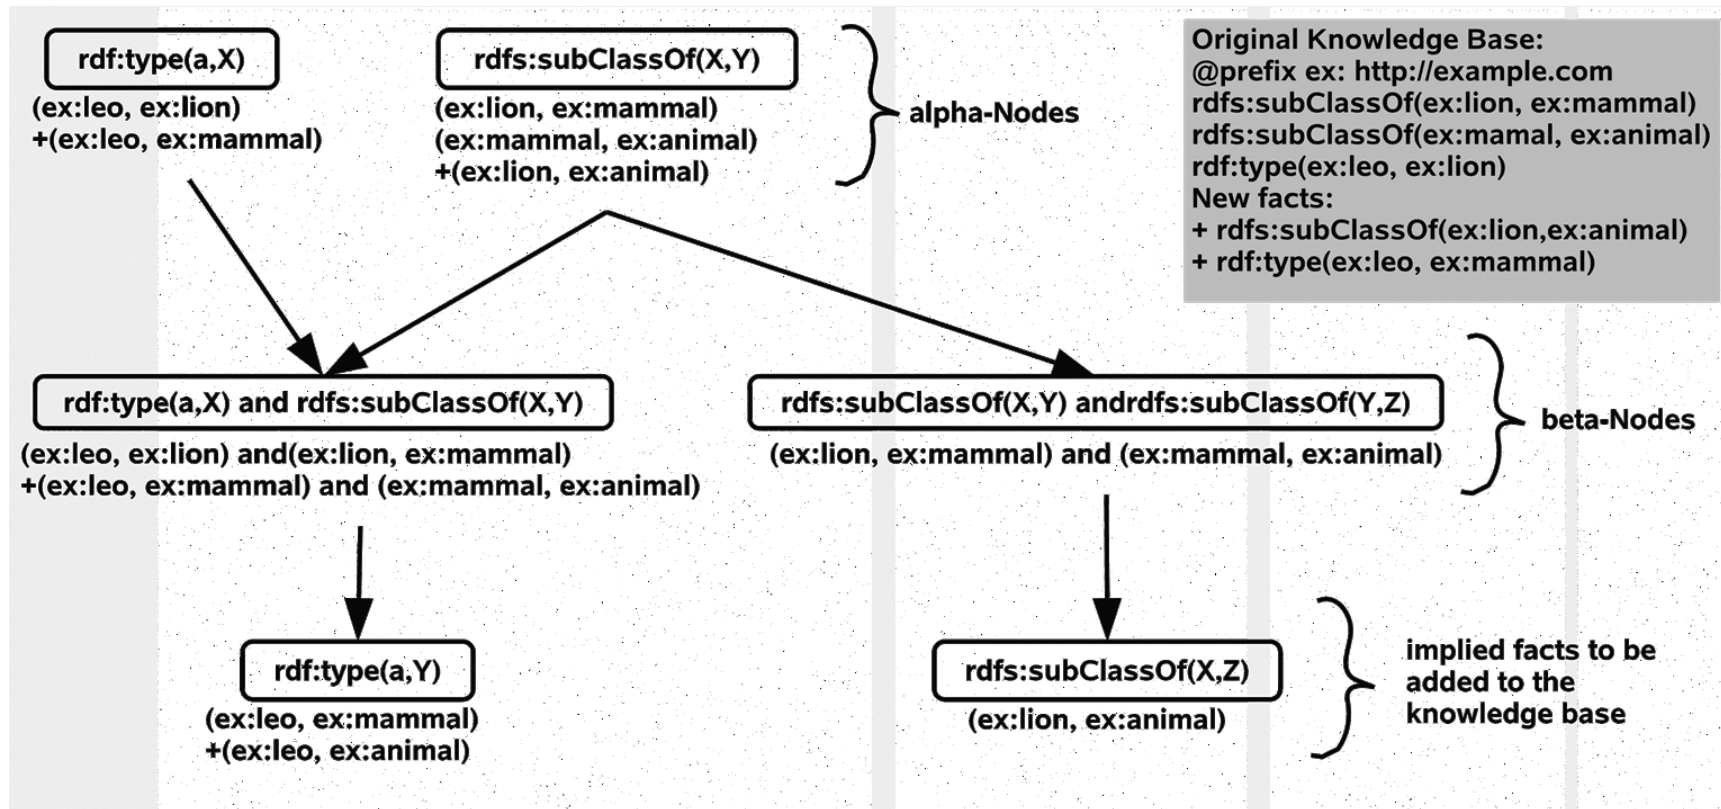 rdf:type(a,X)
(ex:leo, ex:lion)
+(ex:leo, ex:mammal)
rdfs:subClassOf(X,Y)
(ex:lion, ex:mammal)
(ex:mammal, ex:animal)
+(ex:lion, ex:animal)
alpha-Nodes
Original Knowledge Base:
@prefix ex: http://example.com
rdfs:subClassOf(ex:lion, ex:mammal)
rdfs:subClassOf(ex:mamal, ex:animal)
rdf:type(ex:leo, ex:lion)
New facts:
+ rdfs:subClassOf(ex:lion,ex:animal)
+ rdf:type(ex:leo, ex:mammal)
rdf:type(a,X) and rdfs:subClassOf(X,Y)
(ex:leo, ex:lion) and(ex:lion, ex:mammal)
+(ex:leo, ex:mammal) and (ex:mammal, ex:animal)
rdfs:subClassOf(X,Y) andrdfs:subClassOf(Y,Z)
(ex:lion, ex:mammal) and (ex:mammal, ex:animal)
beta-Nodes
rdf:type(a,Y)
(ex:leo, ex:mammal)
+(ex:leo, ex:animal)
rdfs:subClassOf(X,Z)
(ex:lion, ex:animal)
implied facts to be
added to the
knowledge base